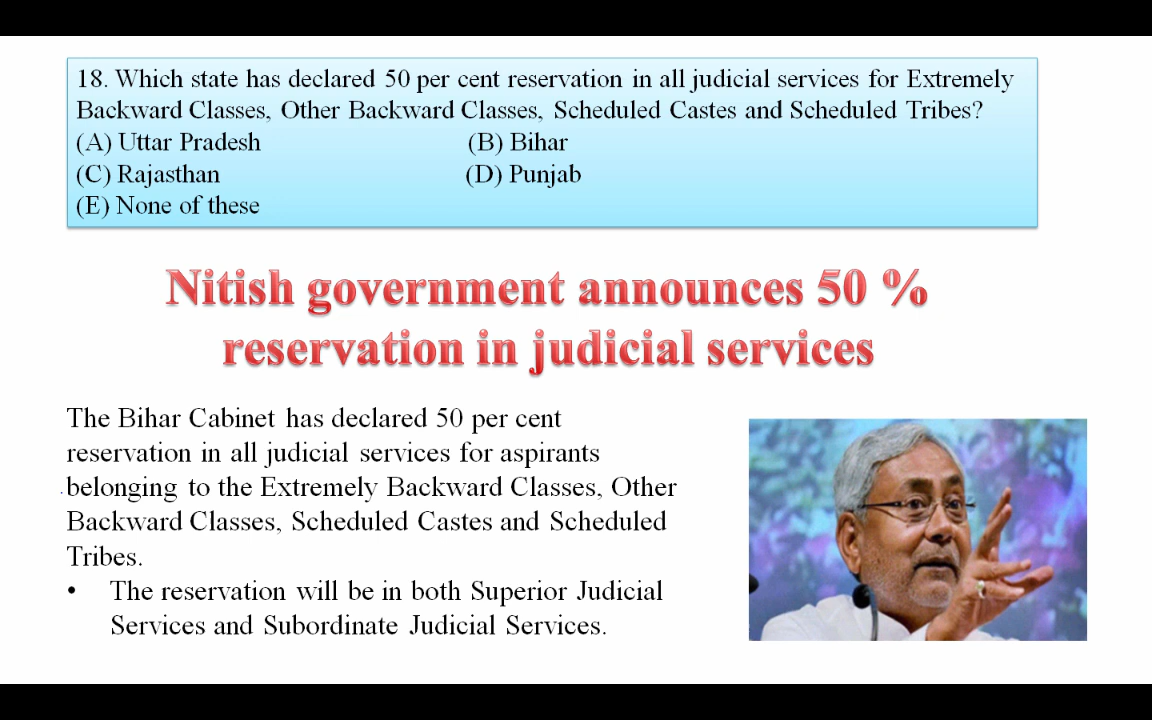 18. Which state has declared 50 per cent reservation in all judicial services for Extremely
Backward Classes, Other Backward Classes, Scheduled Castes and Scheduled Tribes?
(A) Uttar Pradesh (B) Bihar
(C) Rajasthan (D) Punjab
(E) None of these
Nitish government announces 50 %
reservation in judicial services
The Bihar Cabinet has declared 50 per cent
reservation in all judicial services for aspirants
belonging to the Extremely Backward Classes, Other
Backward Classes, Scheduled Castes and Scheduled
Tribes.
• The reservation will be in both Superior Judicial
Services and Subordinate Judicial Services.